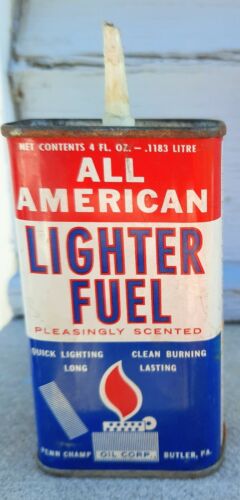 NET CONTENTS 4 FL. OZ. — .1183 LITRE
ALL
AMERICAN
LIGHTER
FUEL
PLEASINGLY SCENTED
QUICK LIGHTING CLEAN BURNING
LONG LASTING
PENN CHAMP OIL CORP. BUTLER, PA.